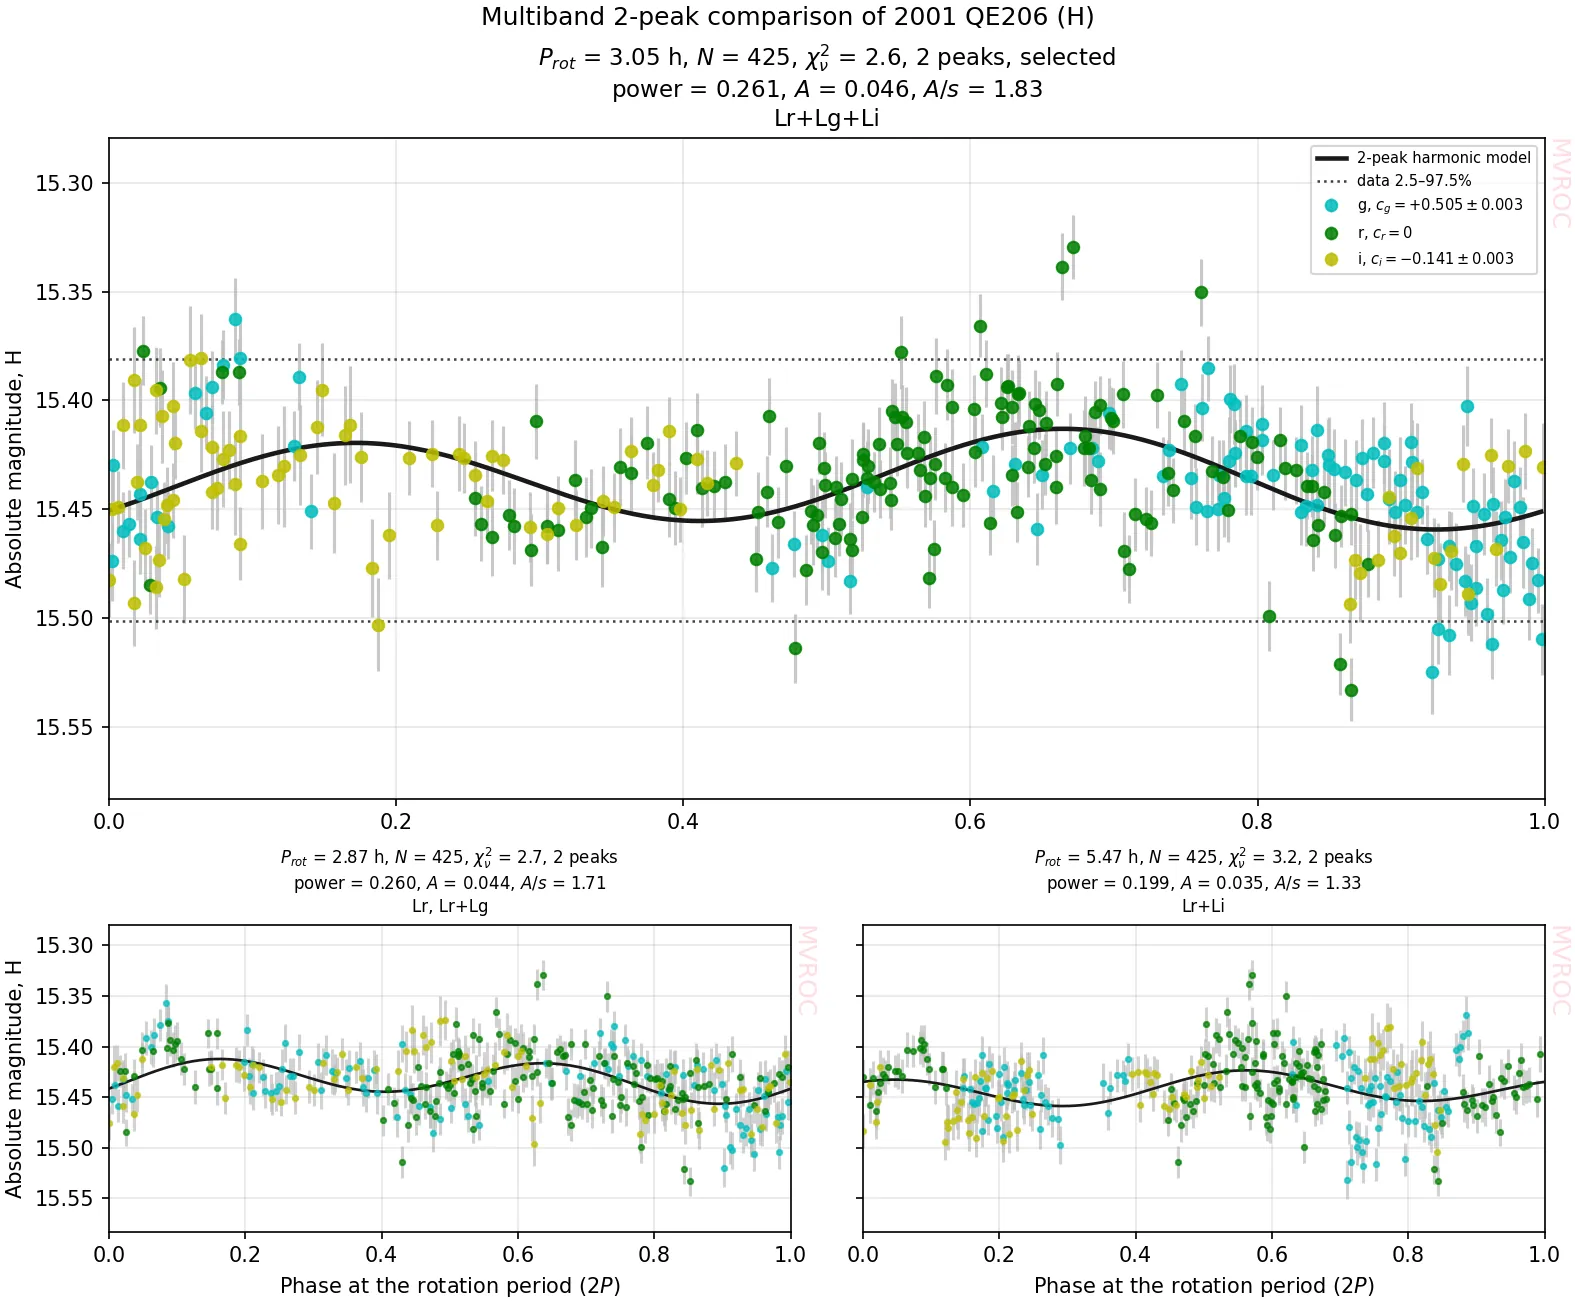 Multiband 2-peak comparison of 2001 QE206 (H)
P_rot = 3.05 h, N = 425, χ²_ν = 2.6, 2 peaks, selected
power = 0.261, A = 0.046, A/s = 1.83
Lr+Lg+Li
2-peak harmonic model
data 2.5–97.5%
g, c_g = +0.505 ± 0.003
r, c_r = 0
i, c_i = −0.141 ± 0.003
MVROC
Absolute magnitude, H
15.30
15.35
15.40
15.45
15.50
15.55
0.0 0.2 0.4 0.6 0.8 1.0
P_rot = 2.87 h, N = 425, χ²_ν = 2.7, 2 peaks
power = 0.260, A = 0.044, A/s = 1.71
Lr, Lr+Lg
MVROC
Absolute magnitude, H
15.30
15.35
15.40
15.45
15.50
15.55
0.0 0.2 0.4 0.6 0.8 1.0
Phase at the rotation period (2P)
P_rot = 5.47 h, N = 425, χ²_ν = 3.2, 2 peaks
power = 0.199, A = 0.035, A/s = 1.33
Lr+Li
MVROC
0.0 0.2 0.4 0.6 0.8 1.0
Phase at the rotation period (2P)